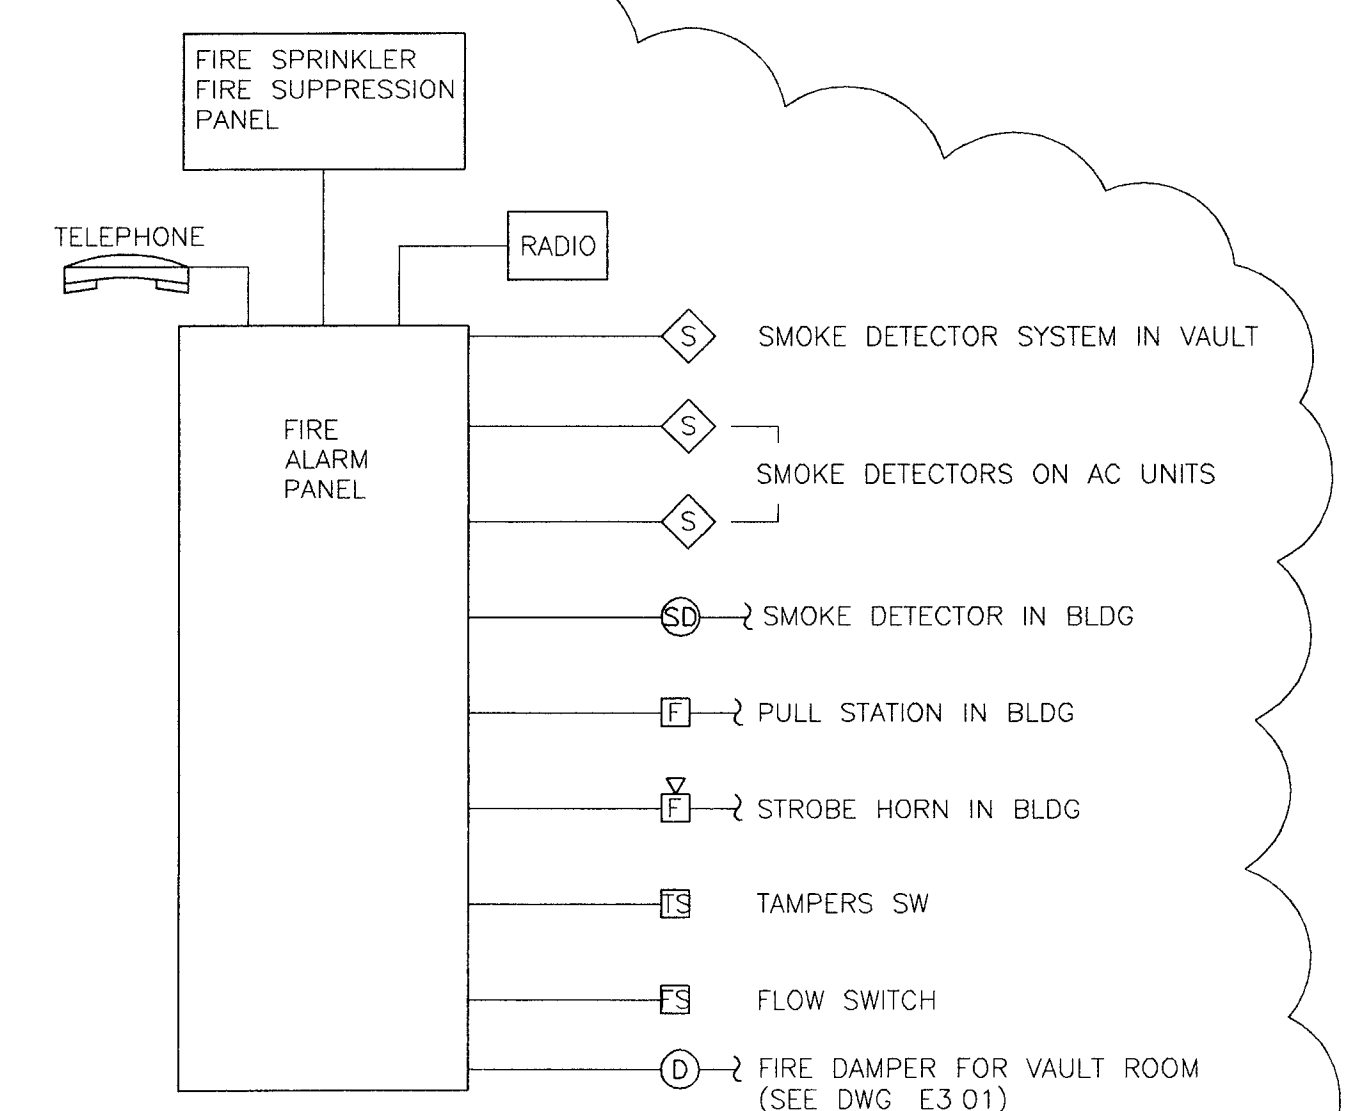 FIRE SPRINKLER
FIRE SUPPRESSION
PANEL
TELEPHONE
RADIO
FIRE
ALARM
PANEL
S SMOKE DETECTOR SYSTEM IN VAULT
S
SMOKE DETECTORS ON AC UNITS
S
SD SMOKE DETECTOR IN BLDG
F PULL STATION IN BLDG
F STROBE HORN IN BLDG
TS TAMPERS SW
FS FLOW SWITCH
D FIRE DAMPER FOR VAULT ROOM
(SEE DWG E3 01)